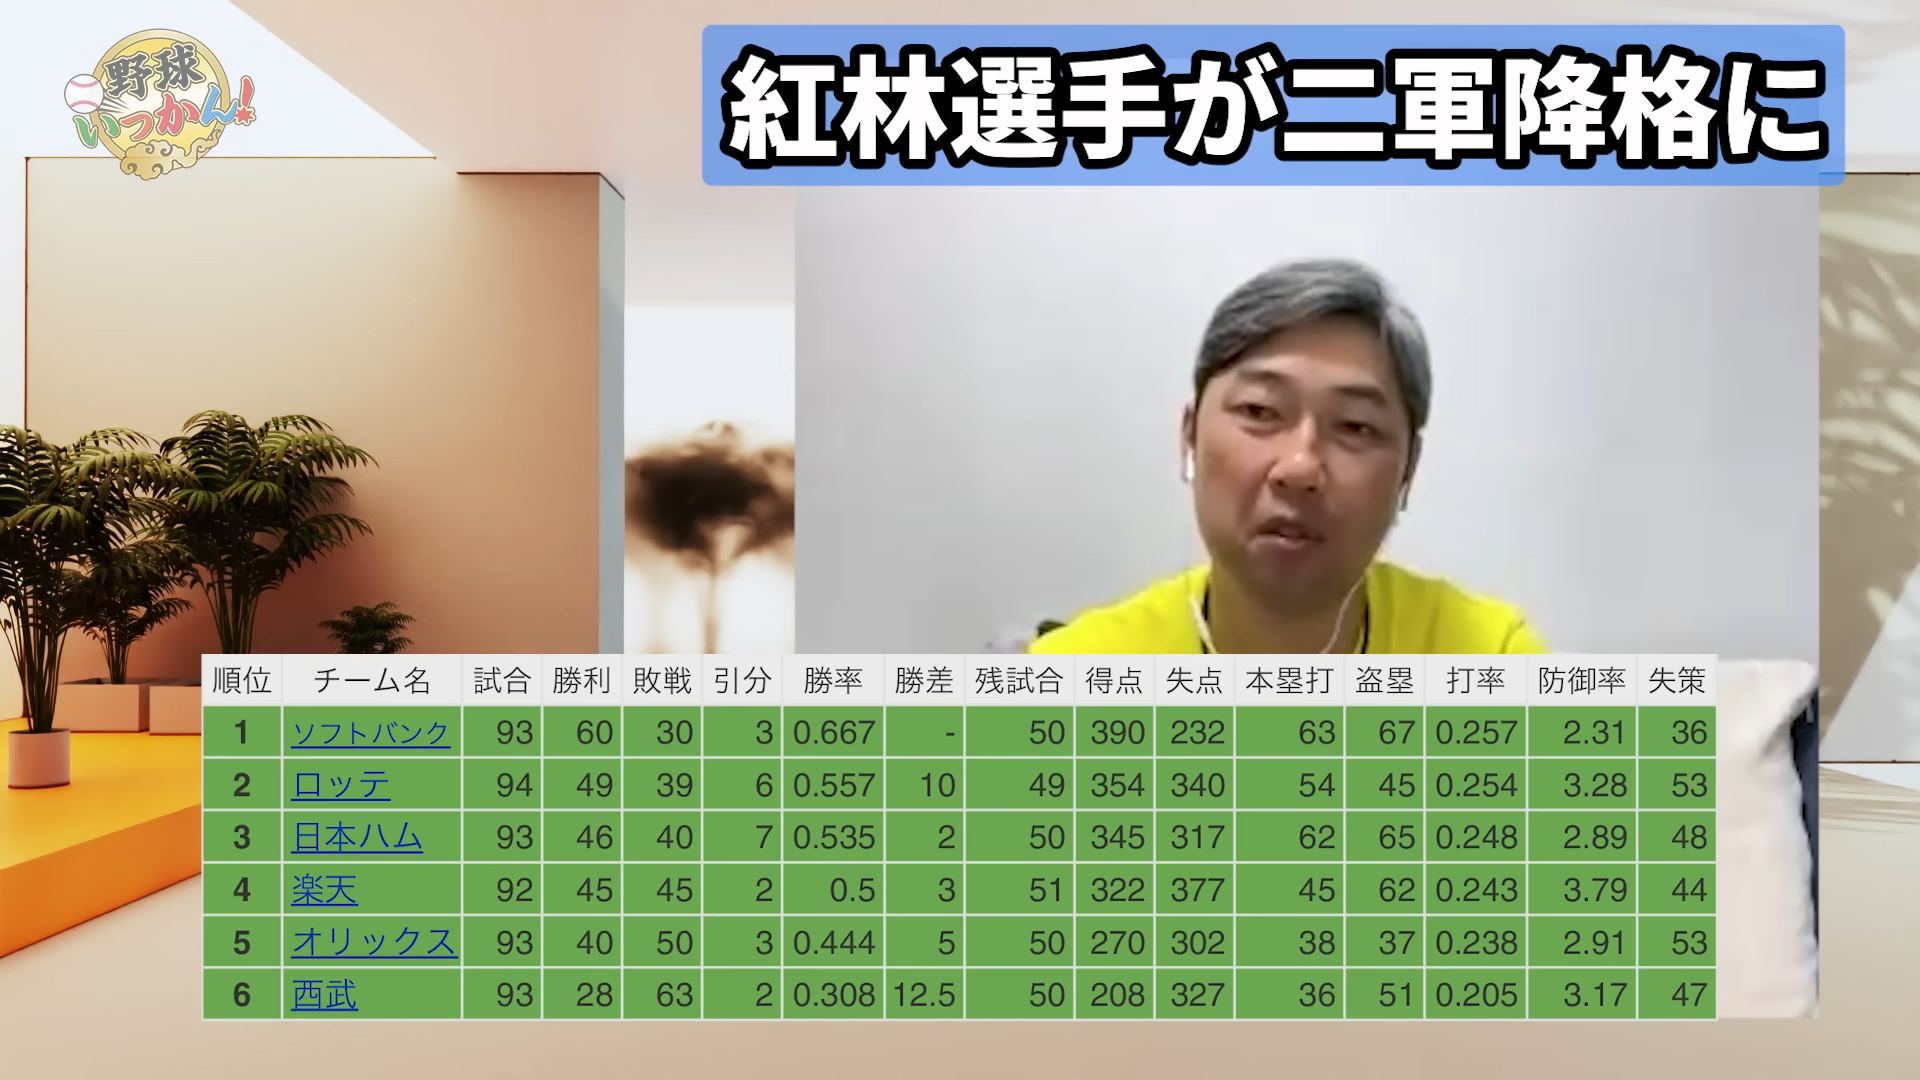 野球
いっかん!
紅林選手が二軍降格に
順位 チーム名 試合 勝利 敗戦 引分 勝率 勝差 残試合 得点 失点 本塁打 盗塁 打率 防御率 失策
1 ソフトバンク 93 60 30 3 0.667 - 50 390 232 63 67 0.257 2.31 36
2 ロッテ 94 49 39 6 0.557 10 49 354 340 54 45 0.254 3.28 53
3 日本ハム 93 46 40 7 0.535 2 50 345 317 62 65 0.248 2.89 48
4 楽天 92 45 45 2 0.5 3 51 322 377 45 62 0.243 3.79 44
5 オリックス 93 40 50 3 0.444 5 50 270 302 38 37 0.238 2.91 53
6 西武 93 28 63 2 0.308 12.5 50 208 327 36 51 0.205 3.17 47